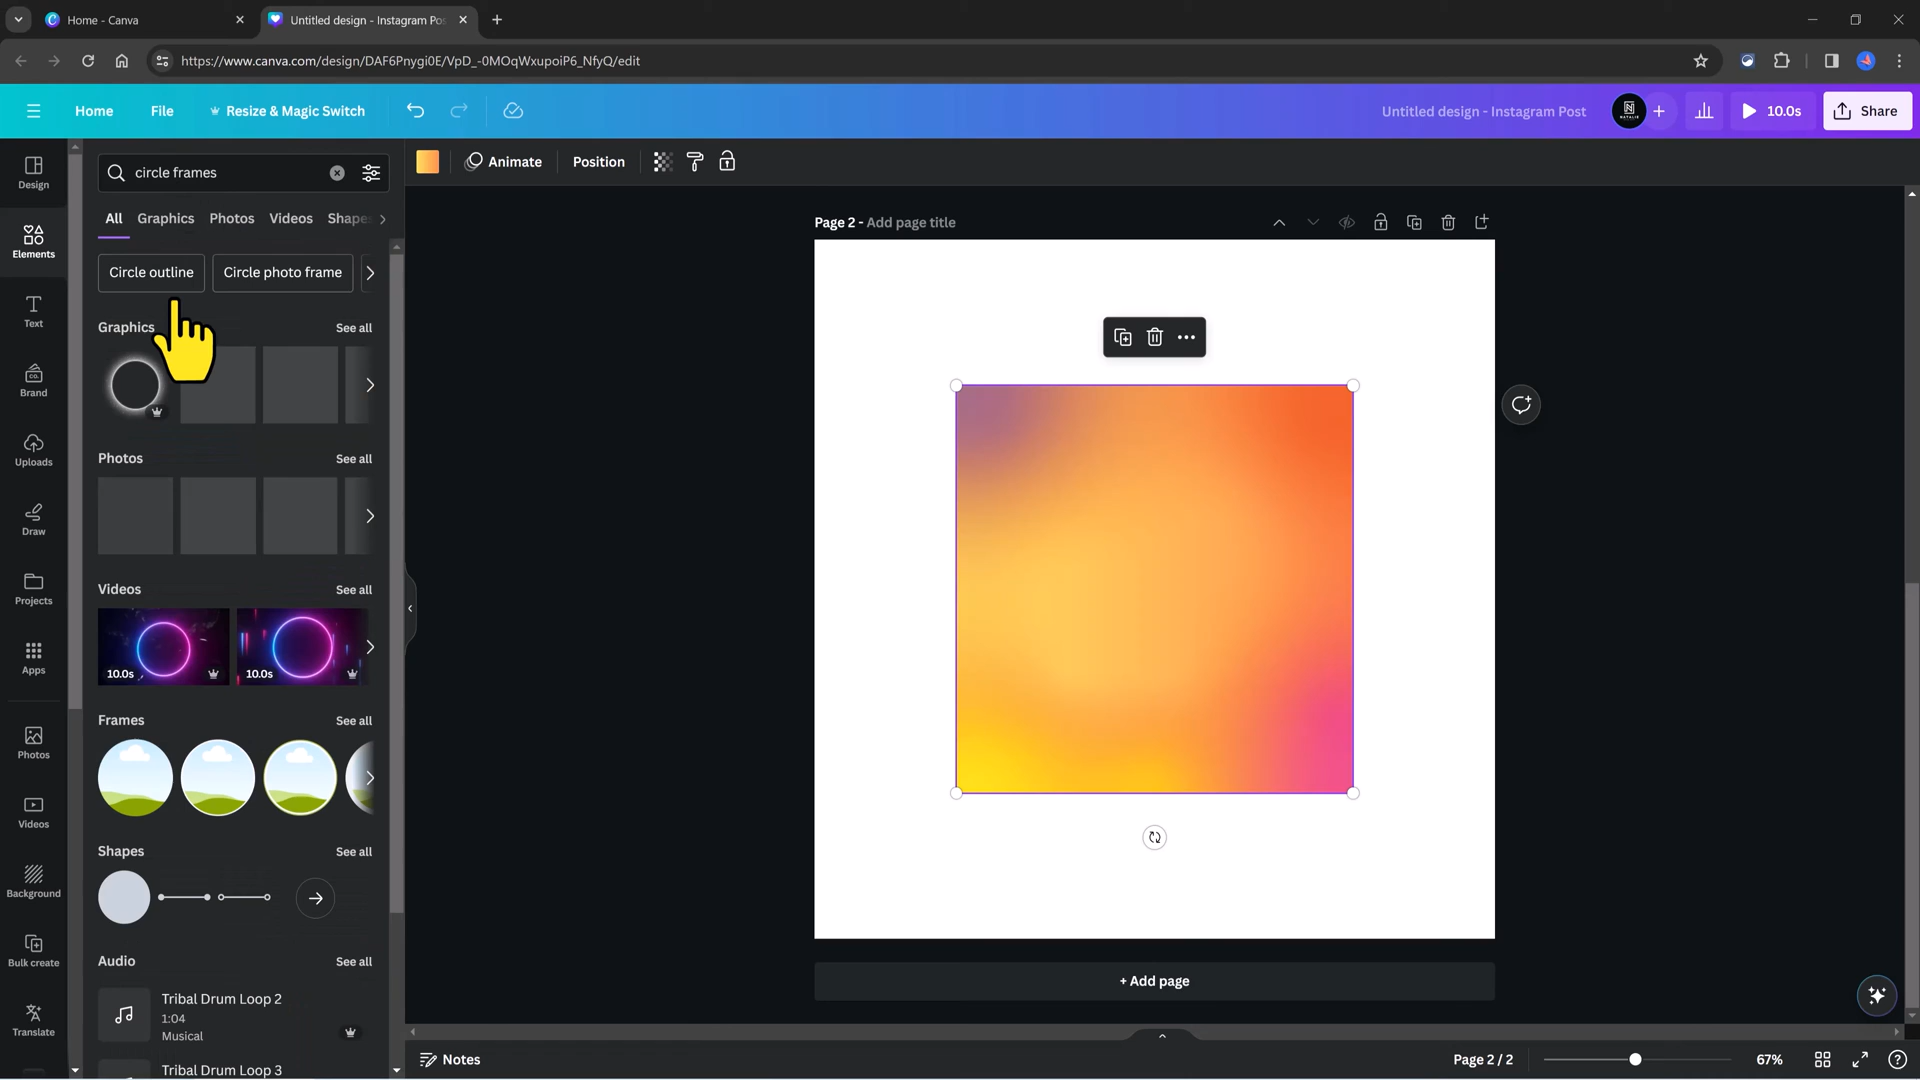 Home - Canva
Untitled design - Instagram Pos
https://www.canva.com/design/DAF6Pnygi0E/VpD_-0MOqWxupoiP6_NfyQ/edit
Home
File
Resize & Magic Switch
Untitled design - Instagram Post
NATALIE
10.0s
Share
Design
Elements
Text
Brand
Uploads
Draw
Projects
Apps
Photos
Videos
Background
Bulk create
Translate
circle frames
All
Graphics
Photos
Videos
Shapes
Circle outline
Circle photo frame
Graphics
See all
Photos
See all
Videos
See all
10.0s
10.0s
Frames
See all
Shapes
See all
Audio
See all
Tribal Drum Loop 2
1:04
Musical
Tribal Drum Loop 3
Animate
Position
Page 2 - Add page title
+ Add page
Notes
Page 2 / 2
67%